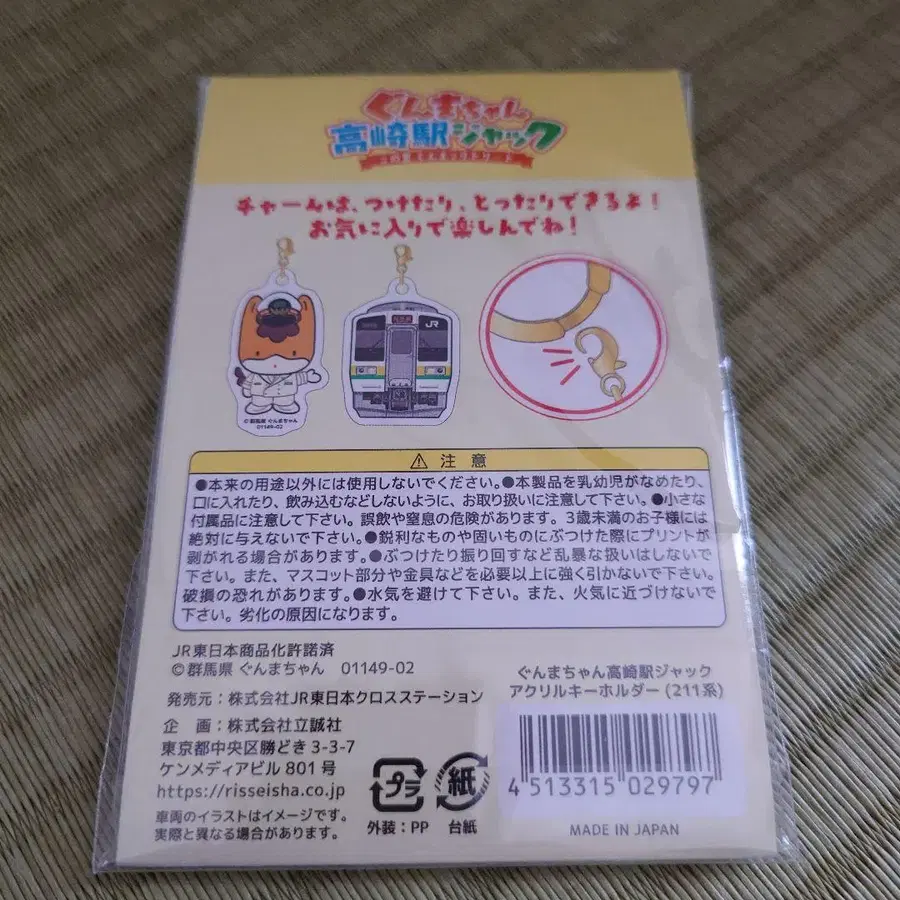 ぐんまちゃん
高崎駅ジャック
チャームは、つけたり、とったりできるよ!
お気に入りで楽しんでね!
JR
© 群馬県 ぐんまちゃん
01149-02
⚠ 注意
●本来の用途以外には使用しないでください。●本製品を乳幼児がなめたり、
口に入れたり、飲み込むなどしないように、お取り扱いに注意して下さい。●小さな
付属品に注意して下さい。誤飲や窒息の危険があります。3歳未満のお子様には
絶対に与えないで下さい。●鋭利なものや固いものにぶつけた際にプリントが
剥がれる場合があります。●ぶつけたり振り回すなど乱暴な扱いはしないで
下さい。また、マスコット部分や金具などを必要以上に強く引かないで下さい。
破損の恐れがあります。●水気を避けて下さい。また、火気に近づけないで
下さい。劣化の原因になります。
JR東日本商品化許諾済
© 群馬県 ぐんまちゃん 01149-02
発売元:株式会社JR東日本クロスステーション
企 画:株式会社立誠社
東京都中央区勝どき3-3-7
ケンメディアビル 801号
https://risseisha.co.jp
車両のイラストはイメージです。
実際と異なる場合があります。
プラ
外装:PP
紙
台紙
ぐんまちゃん高崎駅ジャック
アクリルキーホルダー(211系)
4 513315 029797
MADE IN JAPAN